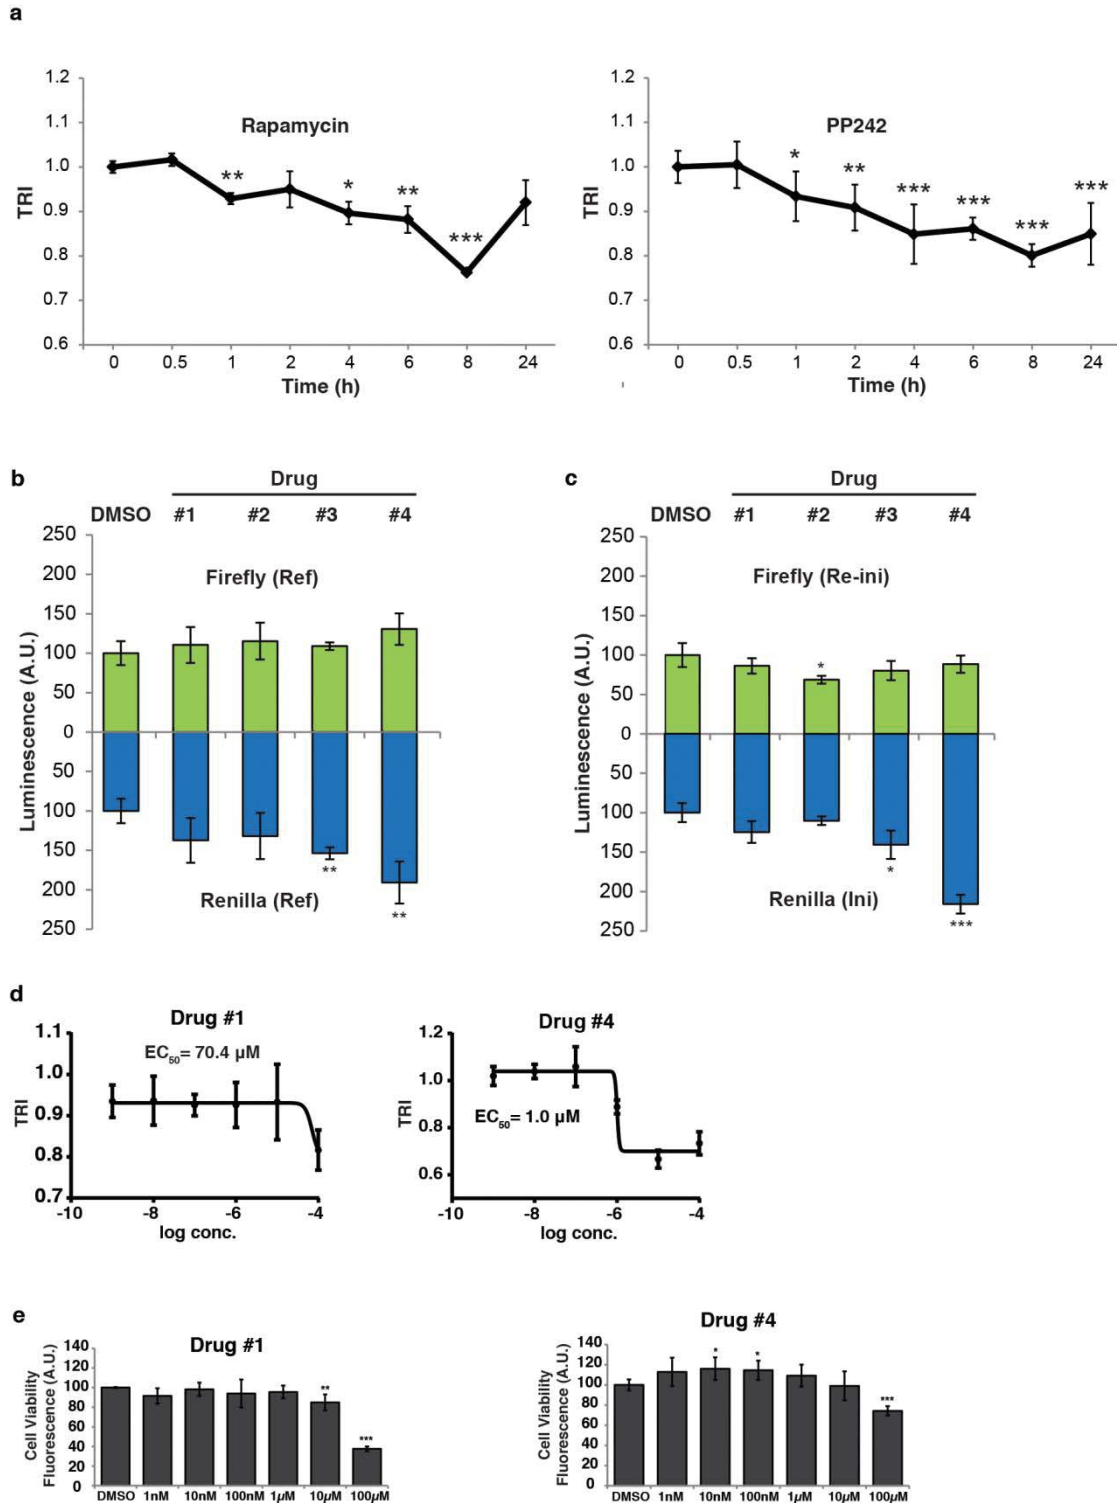 a
1.2
1.1
1.0
0.9
0.8
0.7
0.6
TRI
Rapamycin
**
*
**
***
0
0.5
1
2
4
6
8
24
Time (h)
1.2
1.1
1.0
0.9
0.8
0.7
0.6
TRI
PP242
*
**
***
***
***
***
0
0.5
1
2
4
6
8
24
Time (h)
b
Drug
DMSO
#1
#2
#3
#4
250
200
150
100
50
0
50
100
150
200
250
Luminescence (A.U.)
Firefly (Ref)
Renilla (Ref)
**
**
c
Drug
DMSO
#1
#2
#3
#4
250
200
150
100
50
0
50
100
150
200
250
Luminescence (A.U.)
Firefly (Re-ini)
*
Renilla (Ini)
*
***
d
Drug #1
1.1
1.0
0.9
0.8
0.7
TRI
EC50= 70.4 µM
-10
-8
-6
-4
log conc.
Drug #4
1.2
1.0
0.8
0.6
TRI
EC50= 1.0 µM
-10
-8
-6
-4
log conc.
e
Drug #1
140
120
100
80
60
40
20
0
Cell Viability
Fluorescence (A.U.)
**
***
DMSO
1nM
10nM
100nM
1µM
10µM
100µM
Drug #4
140
120
100
80
60
40
20
0
Cell Viability
Fluorescence (A.U.)
*
*
***
DMSO
1nM
10nM
100nM
1µM
10µM
100µM